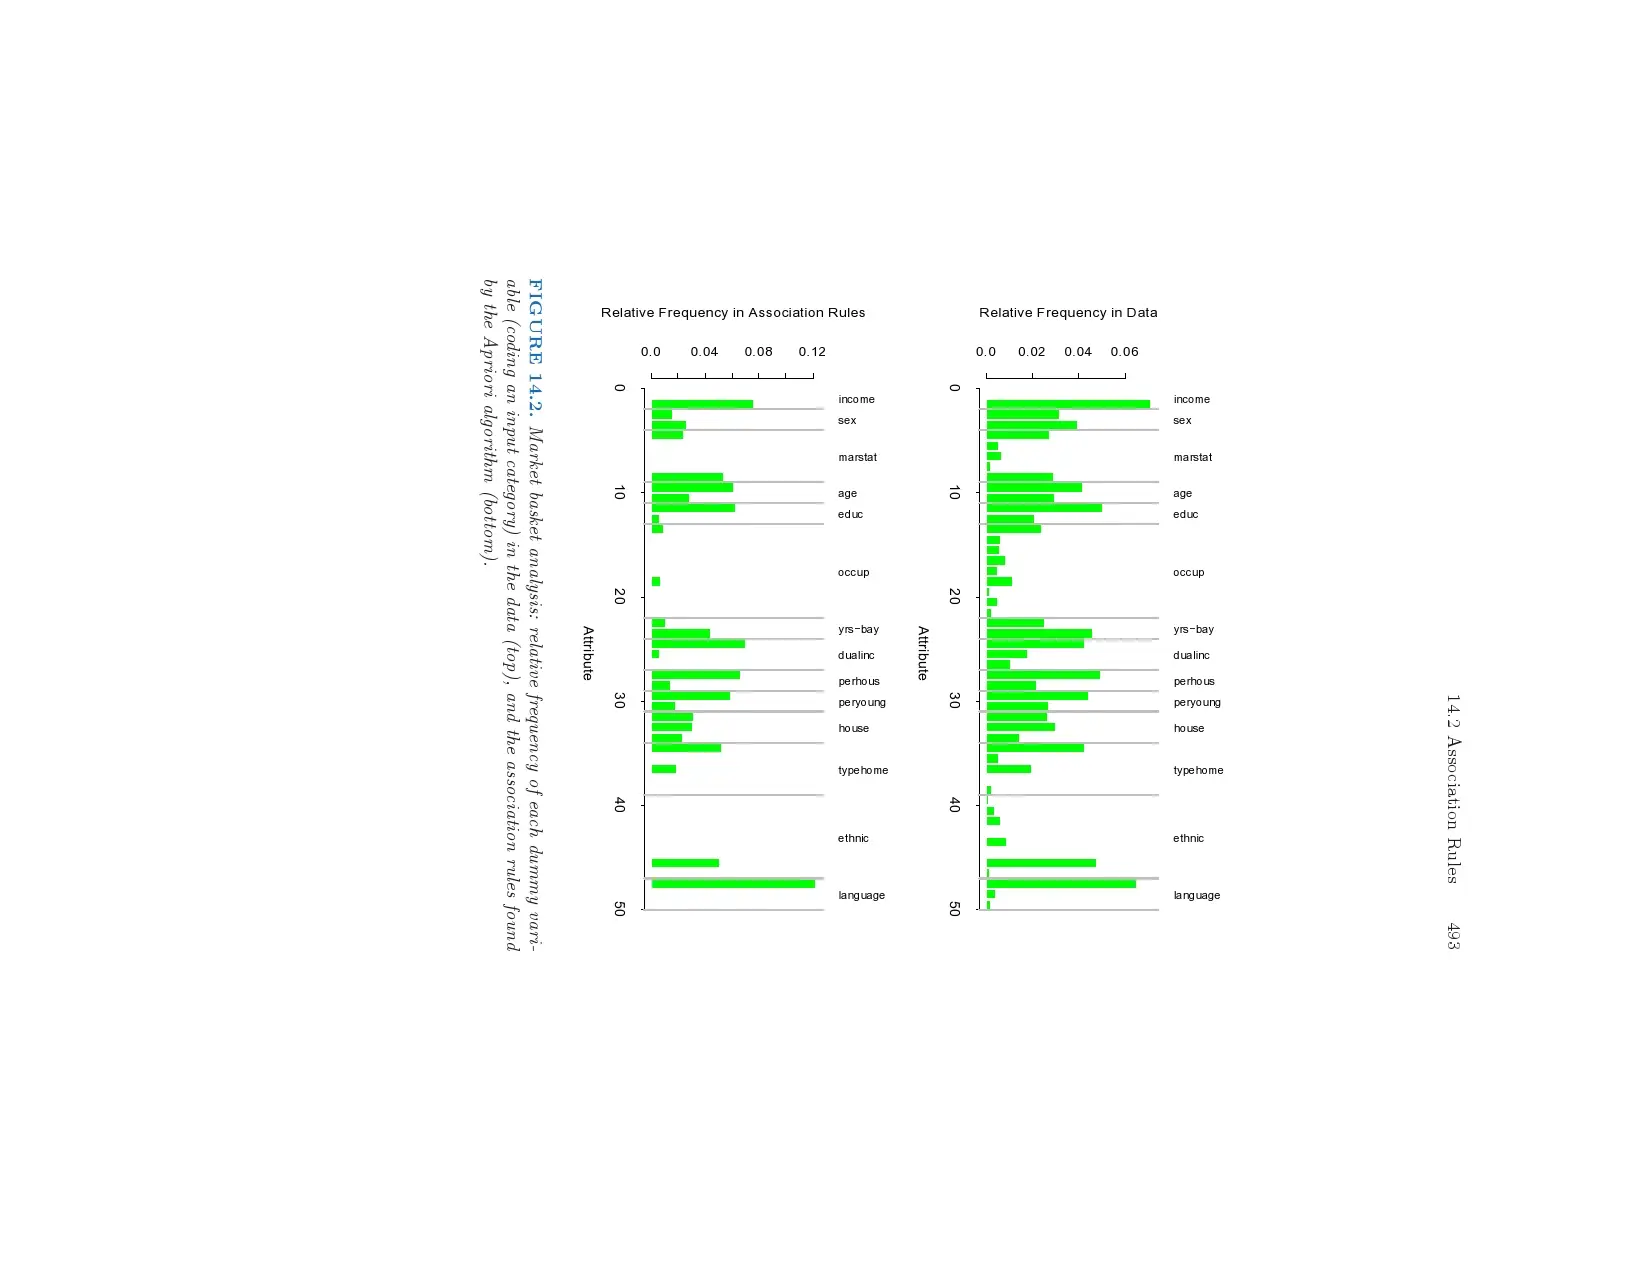 14.2 Association Rules 493
Relative Frequency in Data
0.0 0.02 0.04 0.06
income
sex
marstat
age
educ
occup
yrs−bay
dualinc
perhous
peryoung
house
typehome
ethnic
language
0 10 20 30 40 50
Attribute
Relative Frequency in Association Rules
0.0 0.04 0.08 0.12
income
sex
marstat
age
educ
occup
yrs−bay
dualinc
perhous
peryoung
house
typehome
ethnic
language
0 10 20 30 40 50
Attribute
FIGURE 14.2. Market basket analysis: relative frequency of each dummy vari-
able (coding an input category) in the data (top), and the association rules found
by the Apriori algorithm (bottom).